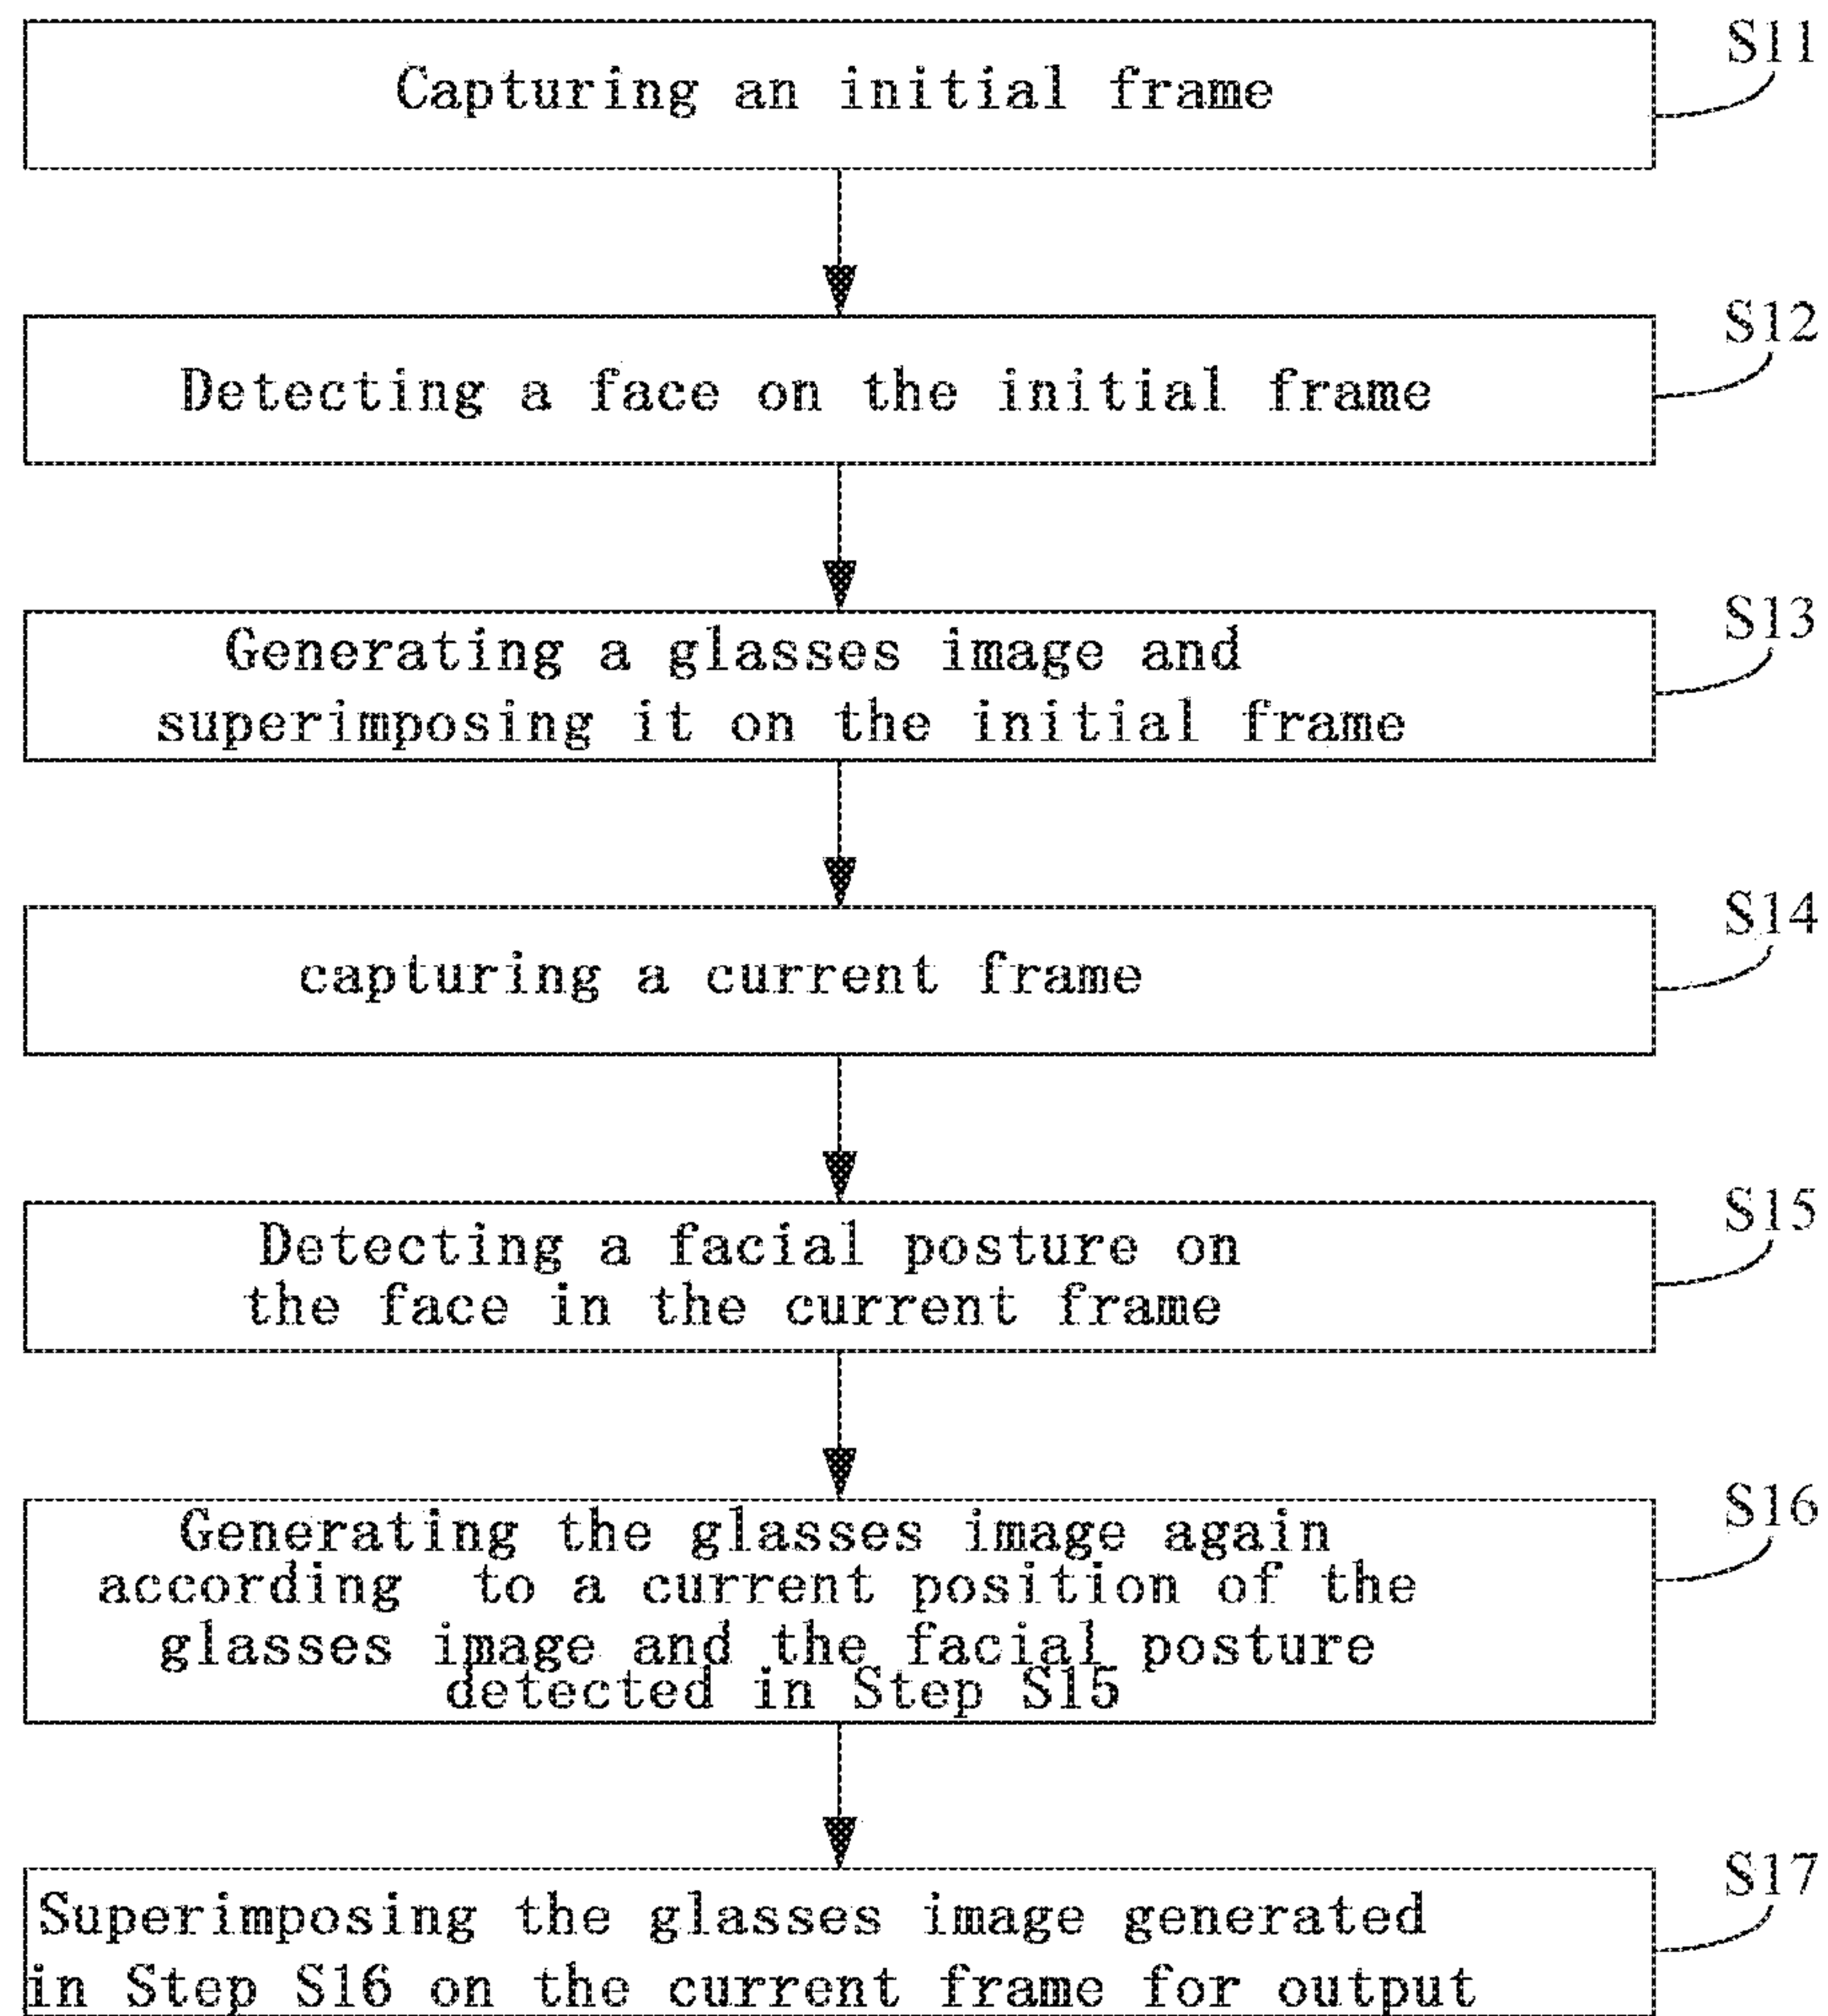 Capturing an initial frame
S11
Detecting a face on the initial frame
S12
Generating a glasses image and
superimposing it on the initial frame
S13
capturing a current frame
S14
Detecting a facial posture on
the face in the current frame
S15
Generating the glasses image again
according to a current position of the
glasses image and the facial posture
detected in Step S15
S16
Superimposing the glasses image generated
in Step S16 on the current frame for output
S17